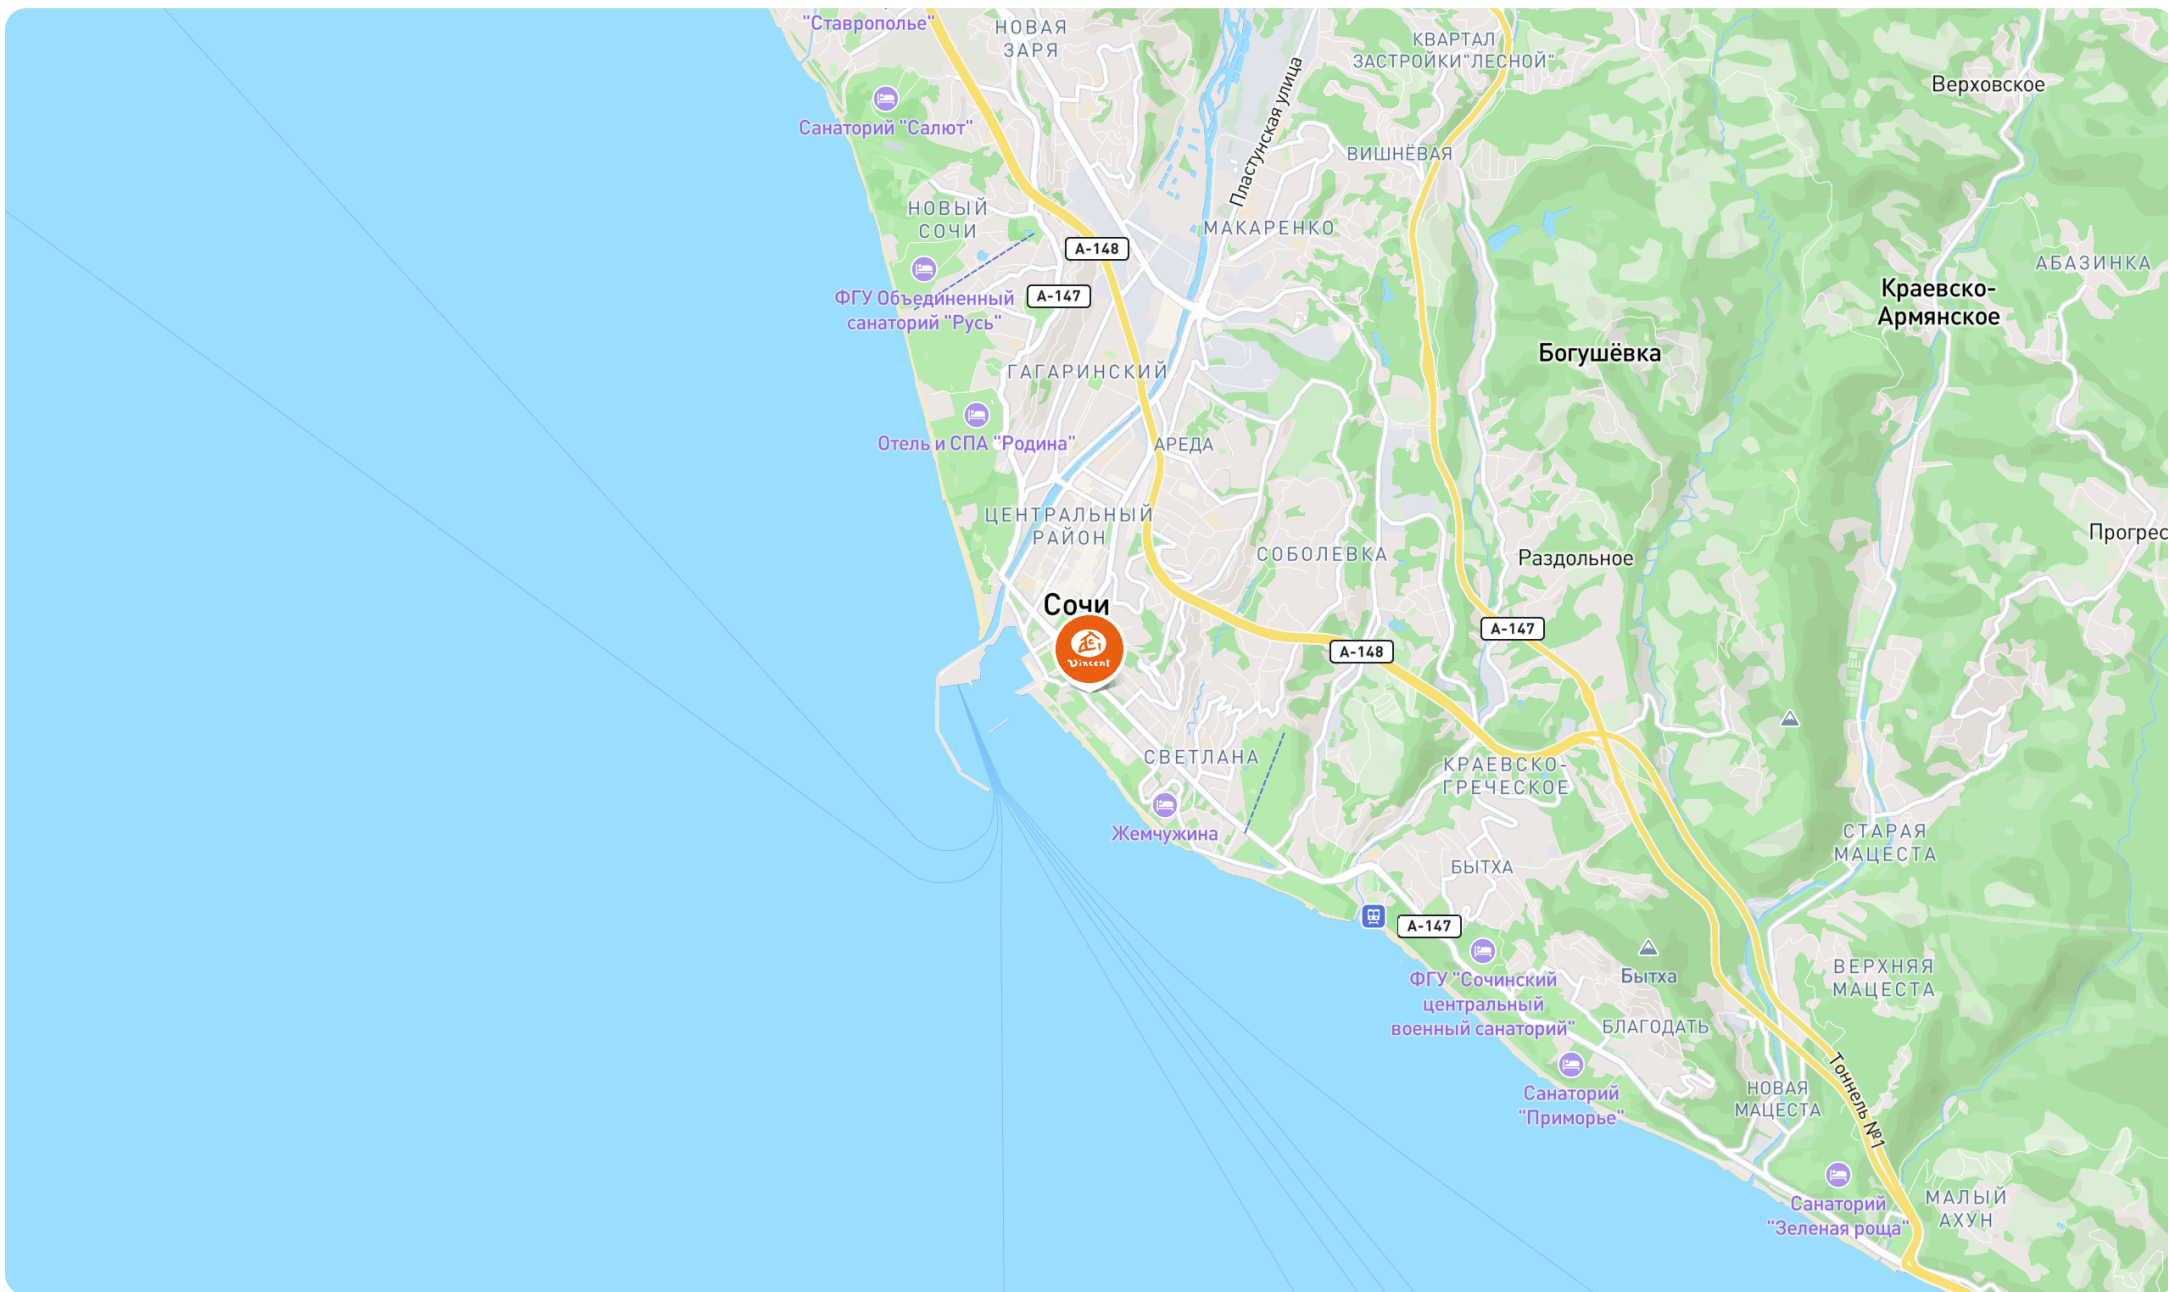 "Ставрополье"
НОВАЯ
ЗАРЯ
КВАРТАЛ
ЗАСТРОЙКИ"ЛЕСНОЙ"
Верховское
Санаторий "Салют"
Пластунская улица
ВИШНЁВАЯ
НОВЫЙ
СОЧИ
МАКАРЕНКО
А-148
АБАЗИНКА
ФГУ Объединенный
санаторий "Русь"
А-147
Краевско-
Армянское
Богушёвка
ГАГАРИНСКИЙ
Отель и СПА "Родина"
АРЕДА
ЦЕНТРАЛЬНЫЙ
РАЙОН
СОБОЛЕВКА
Раздольное
Прогрес
Сочи
Vincent
А-147
А-148
СВЕТЛАНА
КРАЕВСКО-
ГРЕЧЕСКОЕ
Жемчужина
СТАРАЯ
МАЦЕСТА
БЫТХА
А-147
ФГУ "Сочинский
центральный
военный санаторий"
Бытха
ВЕРХНЯЯ
МАЦЕСТА
БЛАГОДАТЬ
Санаторий
"Приморье"
НОВАЯ
МАЦЕСТА
Тоннель №1
Санаторий
"Зеленая роща"
МАЛЫЙ
АХУН